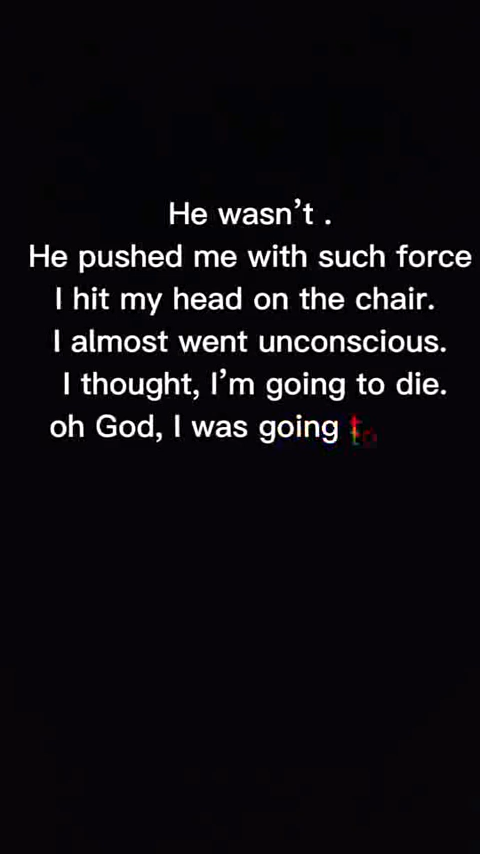 He wasn’t .
He pushed me with such force
I hit my head on the chair.
I almost went unconscious.
I thought, I’m going to die.
oh God, I was going to